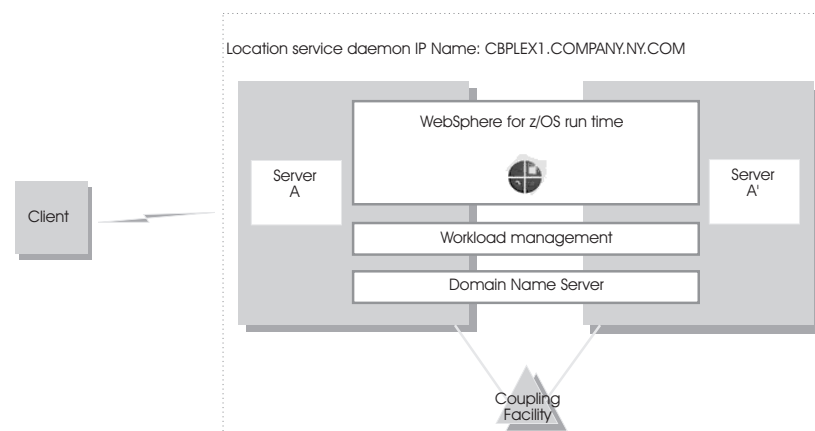 Location service daemon IP Name: CBPLEX1.COMPANY.NY.COM
WebSphere for z/OS run time
Server
A
Server
A'
Client
Workload management
Domain Name Server
Coupling
Facility